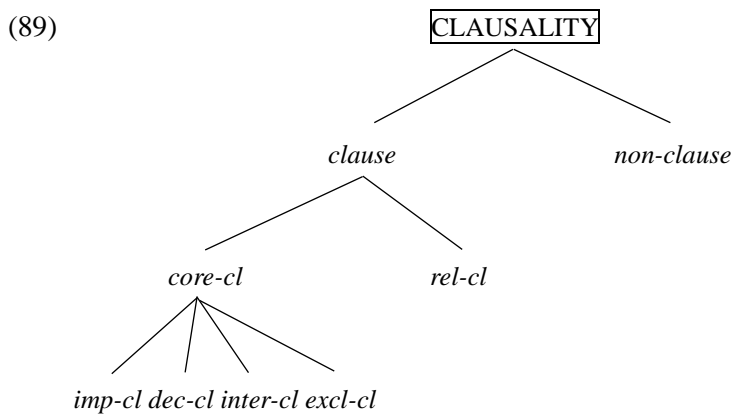 (89) CLAUSALITY
clause non-clause
core-cl rel-cl
imp-cl dec-cl inter-cl excl-cl